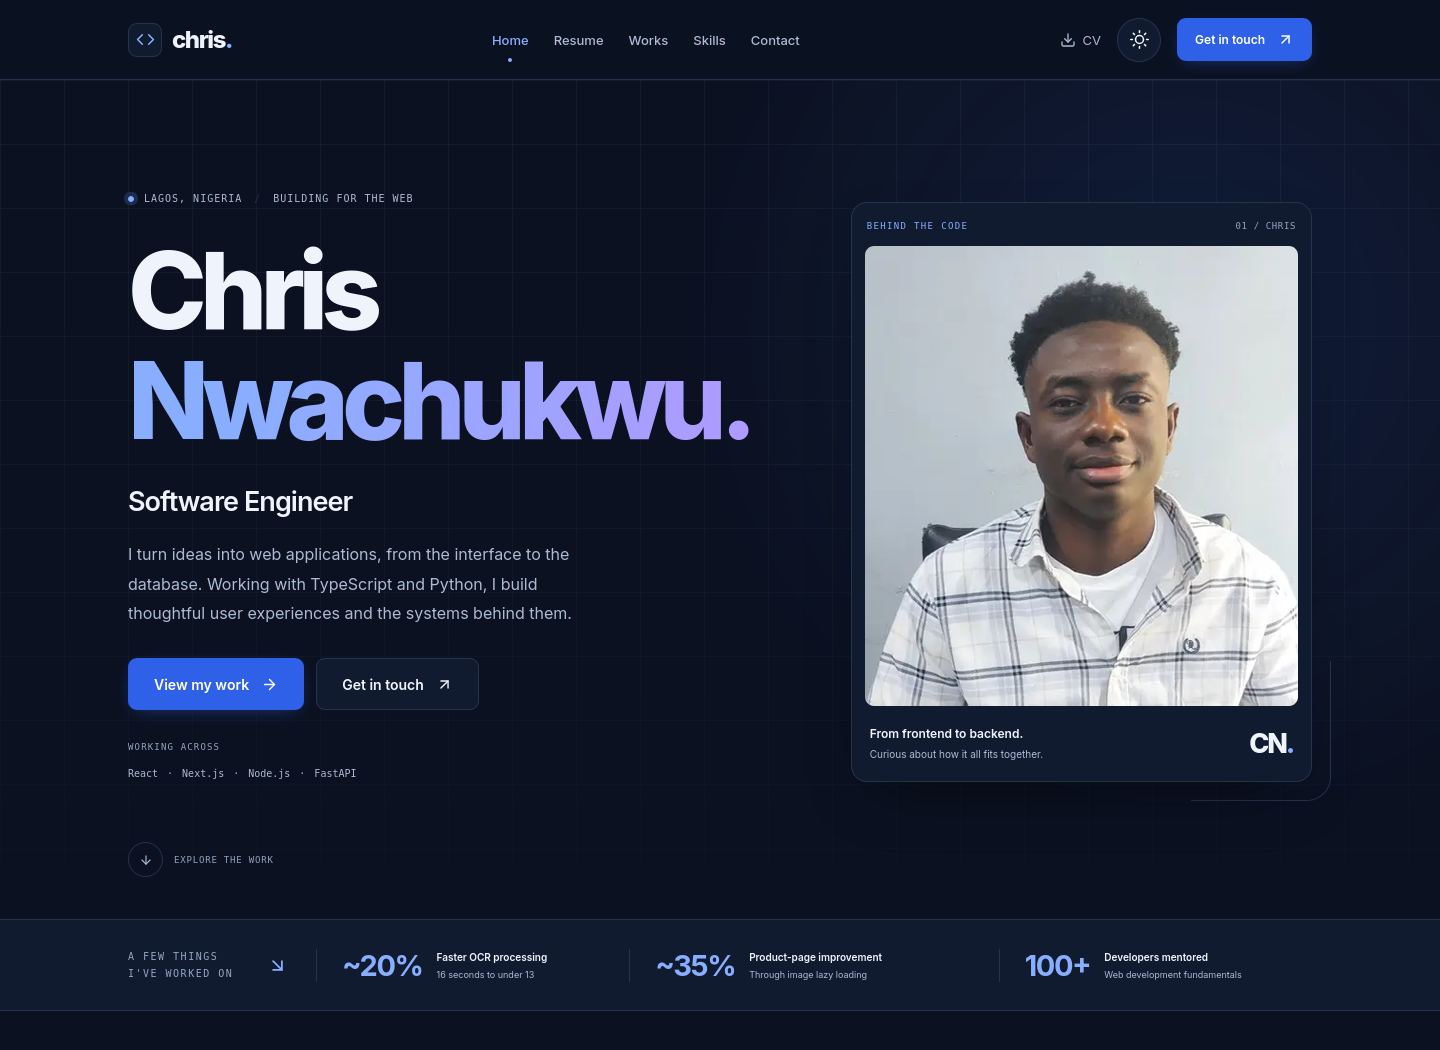 chris.
Home Resume Works Skills Contact
CV
Get in touch
LAGOS, NIGERIA / BUILDING FOR THE WEB
Chris
Nwachukwu.
Software Engineer
I turn ideas into web applications, from the interface to the
database. Working with TypeScript and Python, I build
thoughtful user experiences and the systems behind them.
View my work
Get in touch
WORKING ACROSS
React · Next.js · Node.js · FastAPI
EXPLORE THE WORK
BEHIND THE CODE
01 / CHRIS
From frontend to backend.
Curious about how it all fits together.
CN.
A FEW THINGS
I'VE WORKED ON
~20%
Faster OCR processing
16 seconds to under 13
~35%
Product-page improvement
Through image lazy loading
100+
Developers mentored
Web development fundamentals